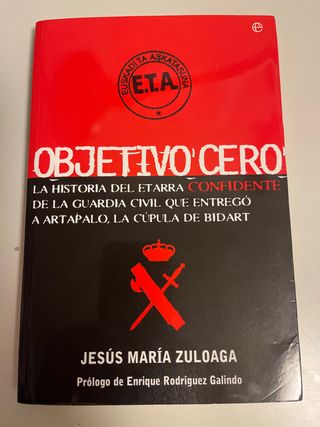 e
EUSKADI TA ASKATASUNA
E.T.A.
OBJETIVO CERO
LA HISTORIA DEL ETARRA CONFIDENTE
DE LA GUARDIA CIVIL QUE ENTREGÓ
A ARTAPALO, LA CÚPULA DE BIDART
JESÚS MARÍA ZULOAGA
Prólogo de Enrique Rodríguez Galindo